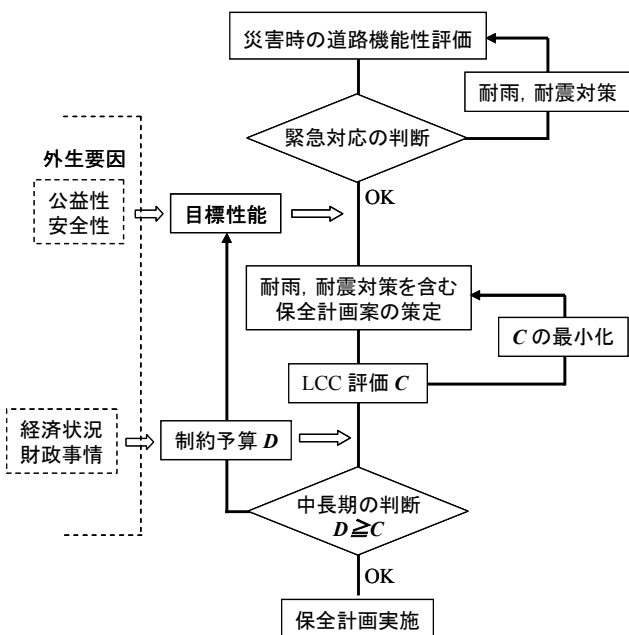 災害時の道路機能性評価
耐雨，耐震対策
緊急対応の判断
外生要因
OK
公益性
安全性
目標性能
耐雨，耐震対策を含む
保全計画案の策定
Cの最小化
LCC 評価 C
経済状況
財政事情
制約予算 D
中長期の判断
D≧C
OK
保全計画実施